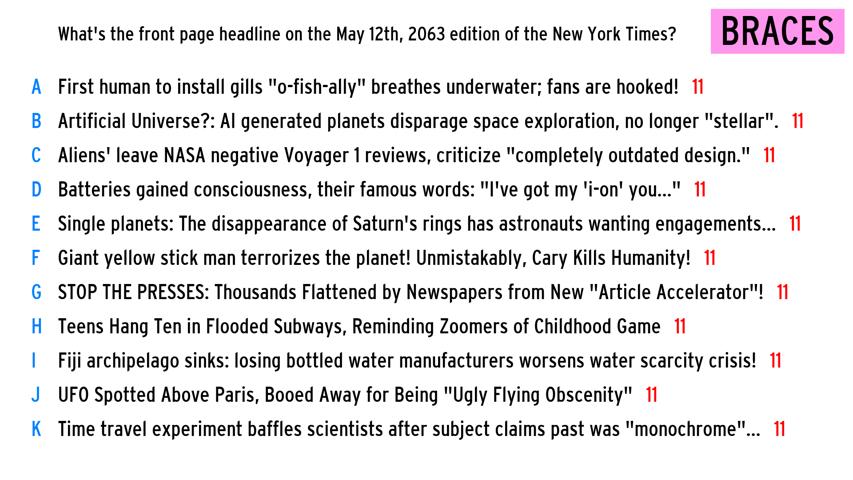 What's the front page headline on the May 12th, 2063 edition of the New York Times?
BRACES
A First human to install gills "o-fish-ally" breathes underwater; fans are hooked! 11
B Artificial Universe?: AI generated planets disparage space exploration, no longer "stellar". 11
C Aliens' leave NASA negative Voyager 1 reviews, criticize "completely outdated design." 11
D Batteries gained consciousness, their famous words: "I've got my 'i-on' you..." 11
E Single planets: The disappearance of Saturn's rings has astronauts wanting engagements... 11
F Giant yellow stick man terrorizes the planet! Unmistakably, Cary Kills Humanity! 11
G STOP THE PRESSES: Thousands Flattened by Newspapers from New "Article Accelerator"! 11
H Teens Hang Ten in Flooded Subways, Reminding Zoomers of Childhood Game 11
I Fiji archipelago sinks: losing bottled water manufacturers worsens water scarcity crisis! 11
J UFO Spotted Above Paris, Booed Away for Being "Ugly Flying Obscenity" 11
K Time travel experiment baffles scientists after subject claims past was "monochrome"... 11